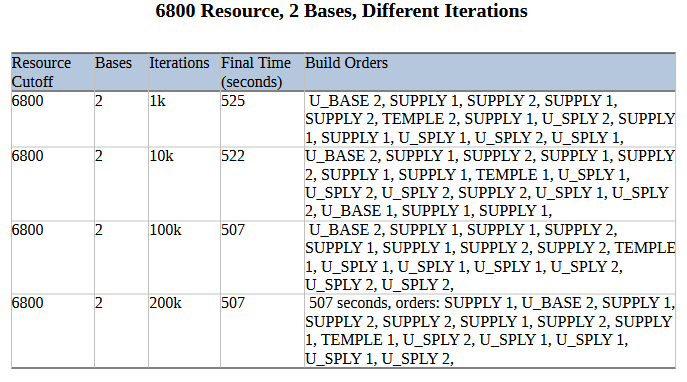 6800 Resource, 2 Bases, Different Iterations
Resource Cutoff Bases Iterations Final Time (seconds) Build Orders
6800 2 1k 525 U_BASE 2, SUPPLY 1, SUPPLY 2, SUPPLY 1,
SUPPLY 2, TEMPLE 2, SUPPLY 1, U_SPLY 2, SUPPLY
1, SUPPLY 1, U_SPLY 1, U_SPLY 2, U_SPLY 1,
6800 2 10k 522 U_BASE 2, SUPPLY 1, SUPPLY 2, SUPPLY 1, SUPPLY
2, SUPPLY 1, SUPPLY 1, TEMPLE 1, U_SPLY 1,
U_SPLY 2, U_SPLY 2, SUPPLY 2, U_SPLY 1, U_SPLY
2, U_BASE 1, SUPPLY 1, SUPPLY 1,
6800 2 100k 507 U_BASE 2, SUPPLY 1, SUPPLY 1, SUPPLY 2,
SUPPLY 1, SUPPLY 1, SUPPLY 2, SUPPLY 2, TEMPLE
1, U_SPLY 1, U_SPLY 1, U_SPLY 1, U_SPLY 2,
U_SPLY 2, U_SPLY 2,
6800 2 200k 507 507 seconds, orders: SUPPLY 1, U_BASE 2, SUPPLY 1,
SUPPLY 2, SUPPLY 2, SUPPLY 1, SUPPLY 2, SUPPLY
1, TEMPLE 1, U_SPLY 2, U_SPLY 1, U_SPLY 1,
U_SPLY 1, U_SPLY 2,